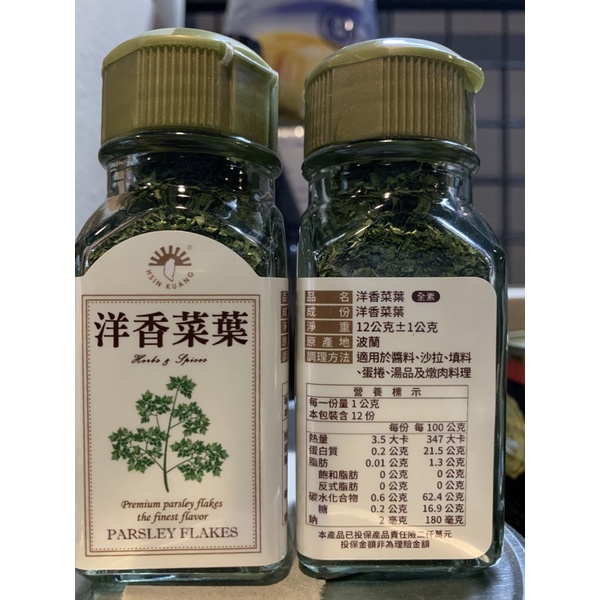 HSIN KUANG
®
洋香菜葉
Herbs & Spices
Premium parsley flakes
the finest flavor
PARSLEY FLAKES
品名 洋香菜葉 全素
成份 洋香菜葉
淨重 12公克±1公克
原產地 波蘭
調理方法 適用於醬料、沙拉、填料
、蛋捲、湯品及燉肉料理
營養標示
每一份量 1 公克
本包裝含 12 份
每份 每 100 公克
熱量 3.5 大卡 347 大卡
蛋白質 0.2 公克 21.5 公克
脂肪 0.01 公克 1.3 公克
飽和脂肪 0 公克 0 公克
反式脂肪 0 公克 0 公克
碳水化合物 0.6 公克 62.4 公克
糖 0.2 公克 16.9 公克
鈉 2 毫克 180 毫克
本產品已投保產品責任險二仟萬元
投保金額非為理賠金額